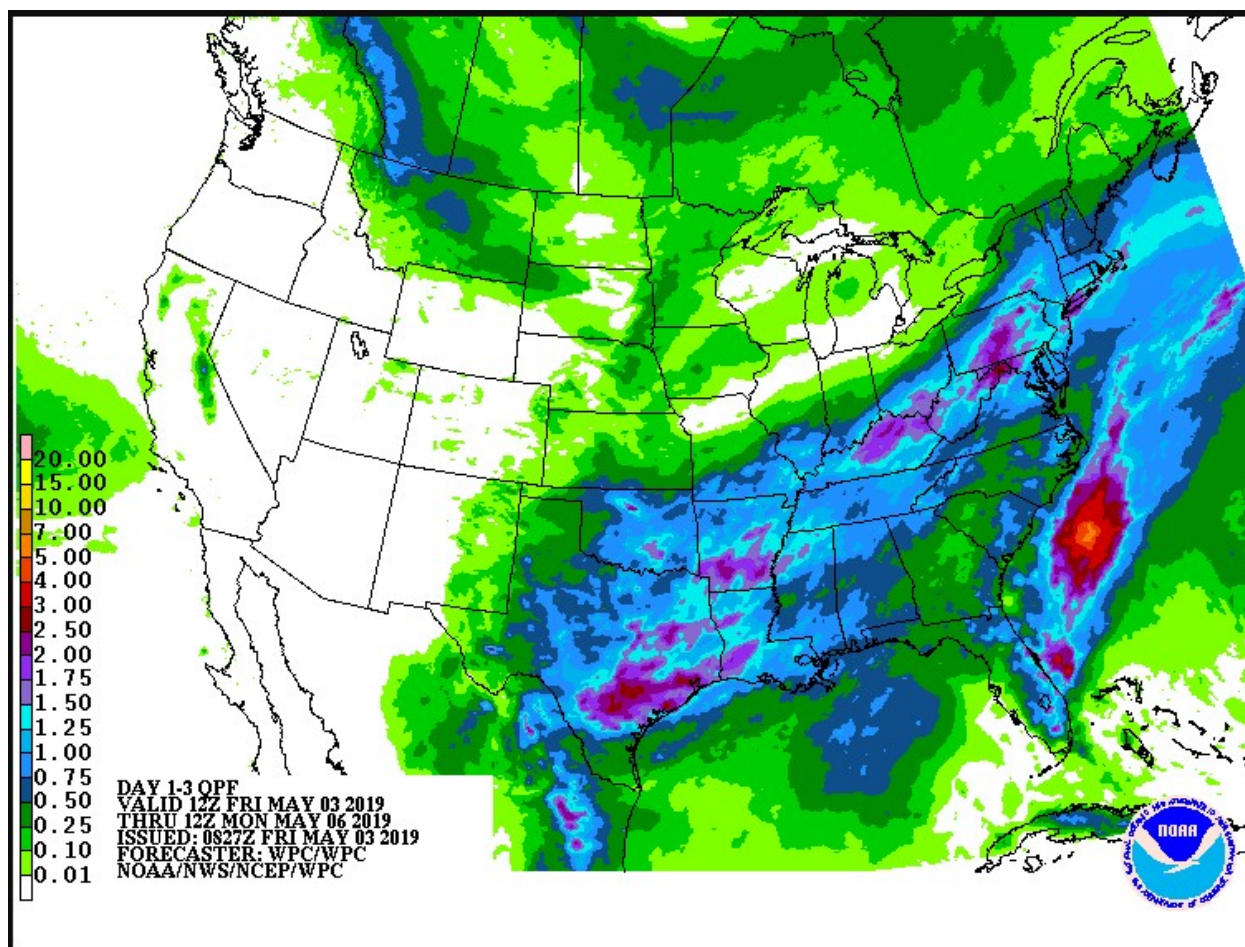 20.00
15.00
10.00
7.00
5.00
4.00
3.00
2.50
2.00
1.75
1.50
1.25
1.00
0.75
0.50
0.25
0.10
0.01
DAY 1-3 QPF
VALID 12Z FRI MAY 03 2019
THRU 12Z MON MAY 06 2019
ISSUED: 0827Z FRI MAY 03 2019
FORECASTER: WPC/WPC
NOAA/NWS/NCEP/WPC
NOAA